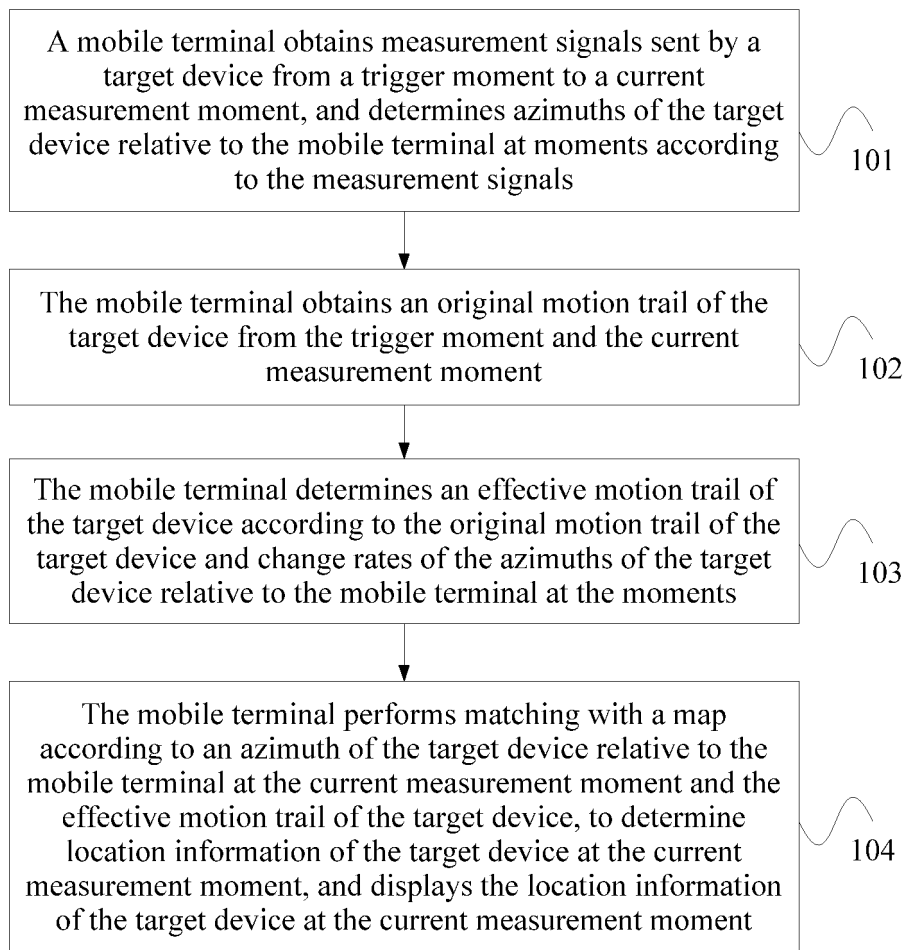 A mobile terminal obtains measurement signals sent by a
target device from a trigger moment to a current
measurement moment, and determines azimuths of the target
device relative to the mobile terminal at moments according
to the measurement signals
101
The mobile terminal obtains an original motion trail of the
target device from the trigger moment and the current
measurement moment
102
The mobile terminal determines an effective motion trail of
the target device according to the original motion trail of the
target device and change rates of the azimuths of the target
device relative to the mobile terminal at the moments
103
The mobile terminal performs matching with a map
according to an azimuth of the target device relative to the
mobile terminal at the current measurement moment and the
effective motion trail of the target device, to determine
location information of the target device at the current
measurement moment, and displays the location information
of the target device at the current measurement moment
104